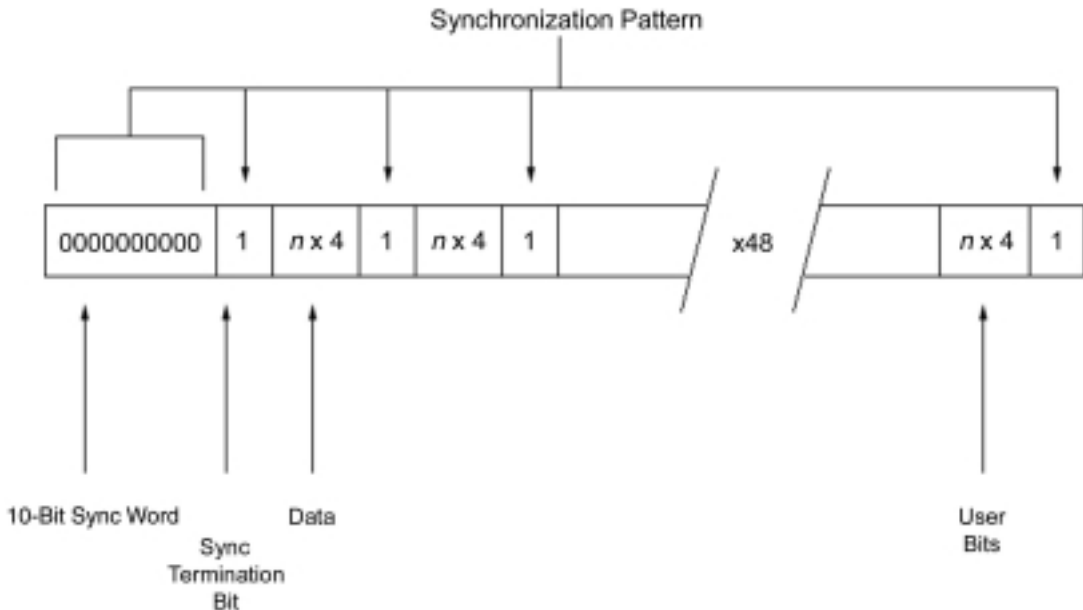 Synchronization Pattern
0000000000 1 n x 4 1 n x 4 1 x48 n x 4 1
10-Bit Sync Word
Sync
Termination
Bit
Data
User
Bits